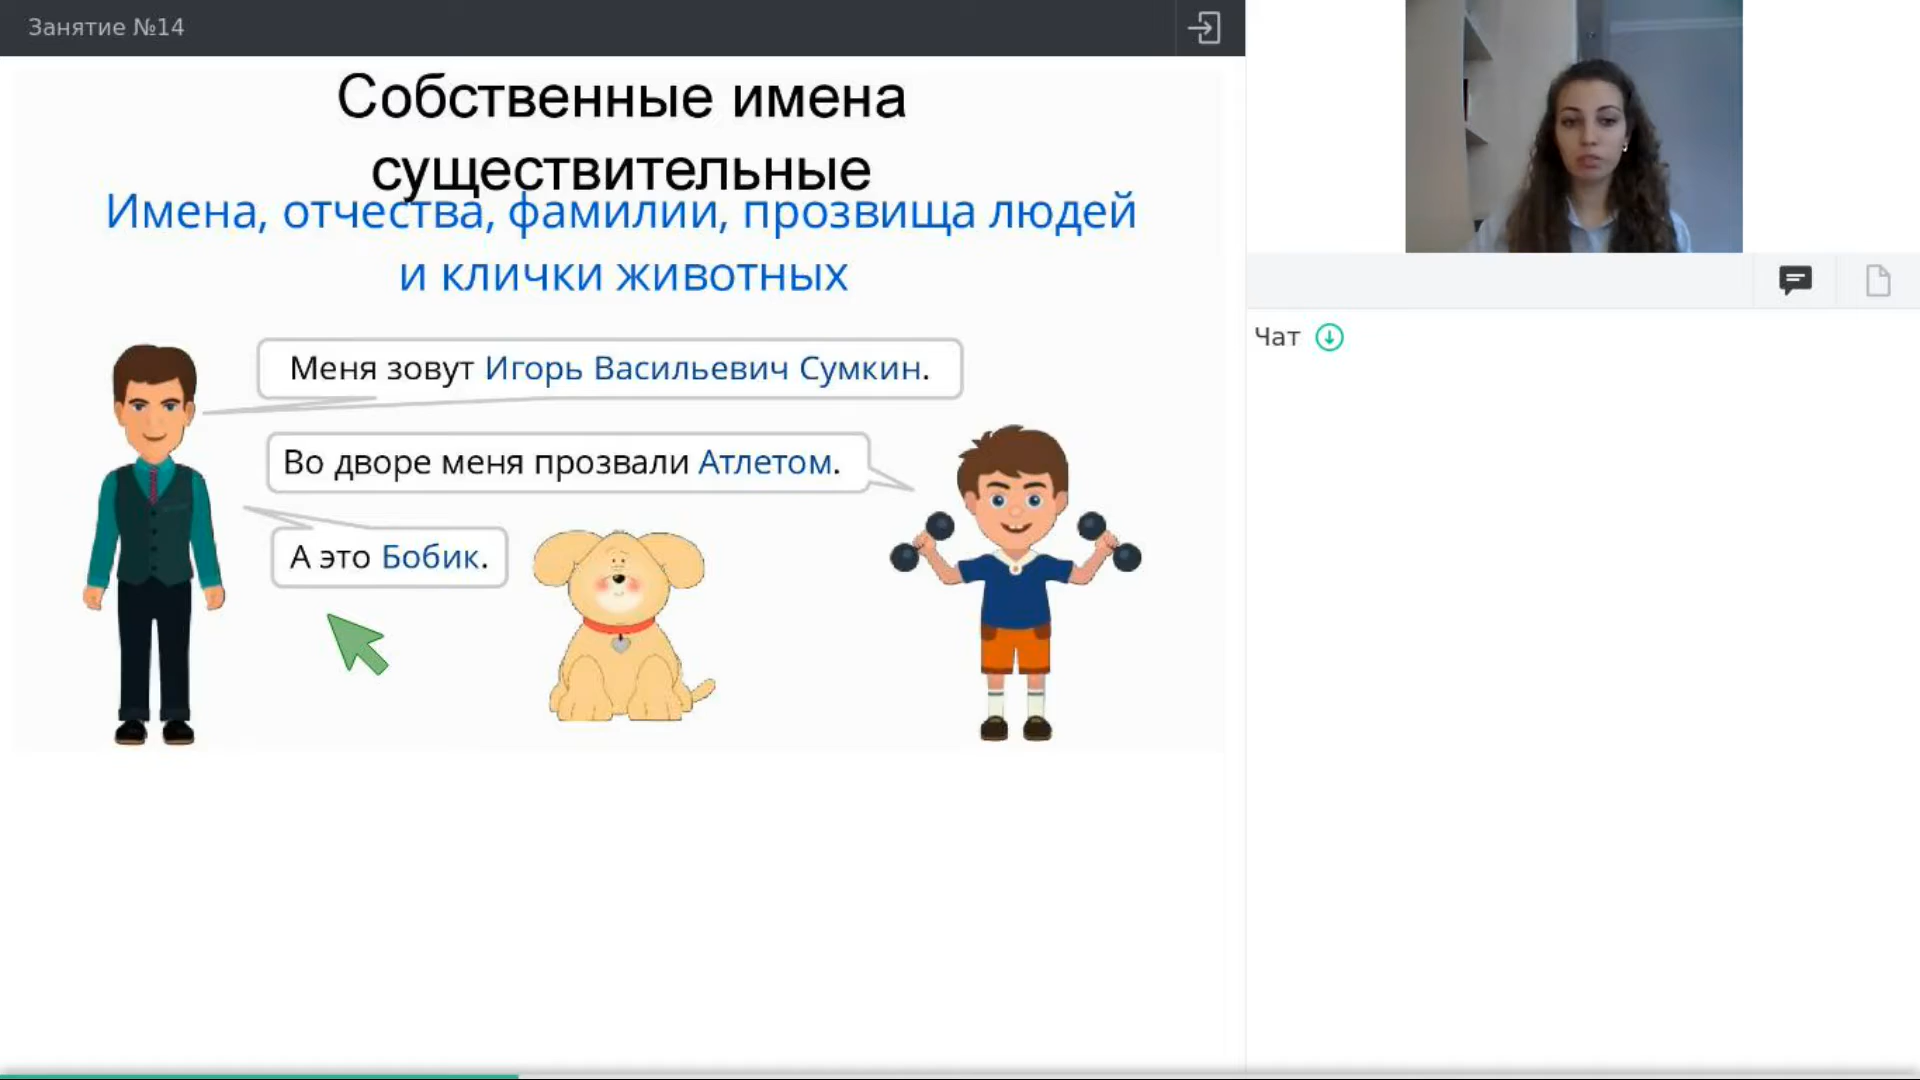 Занятие №14
Собственные имена
существительные
Имена, отчества, фамилии, прозвища людей
и клички животных
Меня зовут Игорь Васильевич Сумкин.
Во дворе меня прозвали Атлетом.
А это Бобик.
Чат